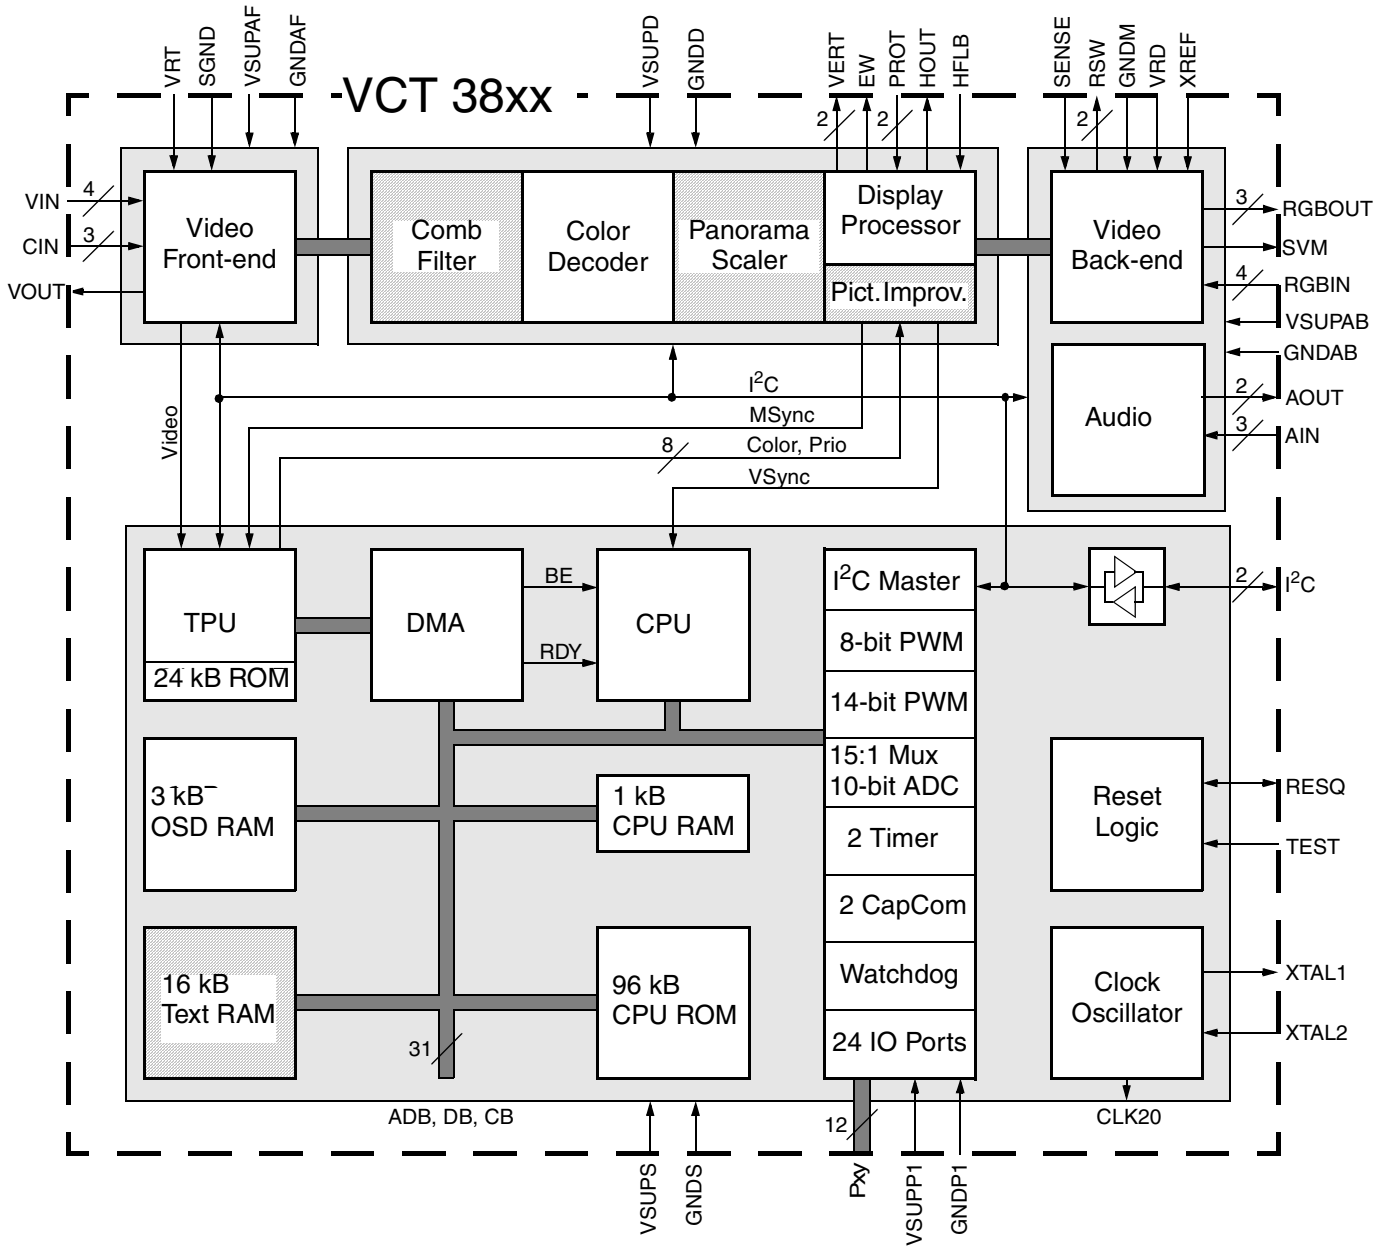 VRT
SGND
VSUPAF
GNDAF
VSUPD
GNDD
VERT
EW
PROT
HOUT
HFLB
SENSE
RSW
GNDM
VRD
XREF
VCT 38xx
2
2
2
VIN
4
CIN
3
VOUT
Video
Front-end
Comb
Filter
Color
Decoder
Panorama
Scaler
Display
Processor
Pict.Improv.
Video
Back-end
3
RGBOUT
SVM
4
RGBIN
VSUPAB
GNDAB
Audio
2
AOUT
3
AIN
I²C
MSync
Video
8
Color, Prio
VSync
TPU
24 kB ROM
DMA
BE
RDY
CPU
I²C Master
8-bit PWM
14-bit PWM
15:1 Mux
10-bit ADC
2 Timer
2 CapCom
Watchdog
24 IO Ports
2
I²C
3 kB
OSD RAM
1 kB
CPU RAM
Reset
Logic
RESQ
TEST
16 kB
Text RAM
96 kB
CPU ROM
Clock
Oscillator
XTAL1
XTAL2
31
ADB, DB, CB
12
CLK20
VSUPS
GNDS
Pxy
VSUPP1
GNDP1